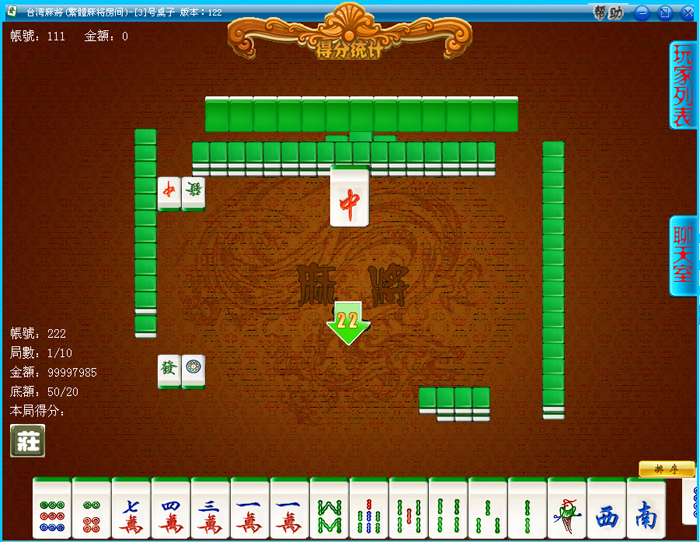 台湾麻將(繁體麻将房间)-[3]号桌子 版本：122
帮助
得分统计
帳號：111 金額：0
玩家列表
中
發
中
麻將
22
聊天室
帳號：222
局數：1/10
金額：99997985
底額：50/20
本局得分：
發
莊
排序
七萬
四萬
三萬
一萬
一萬
西
南